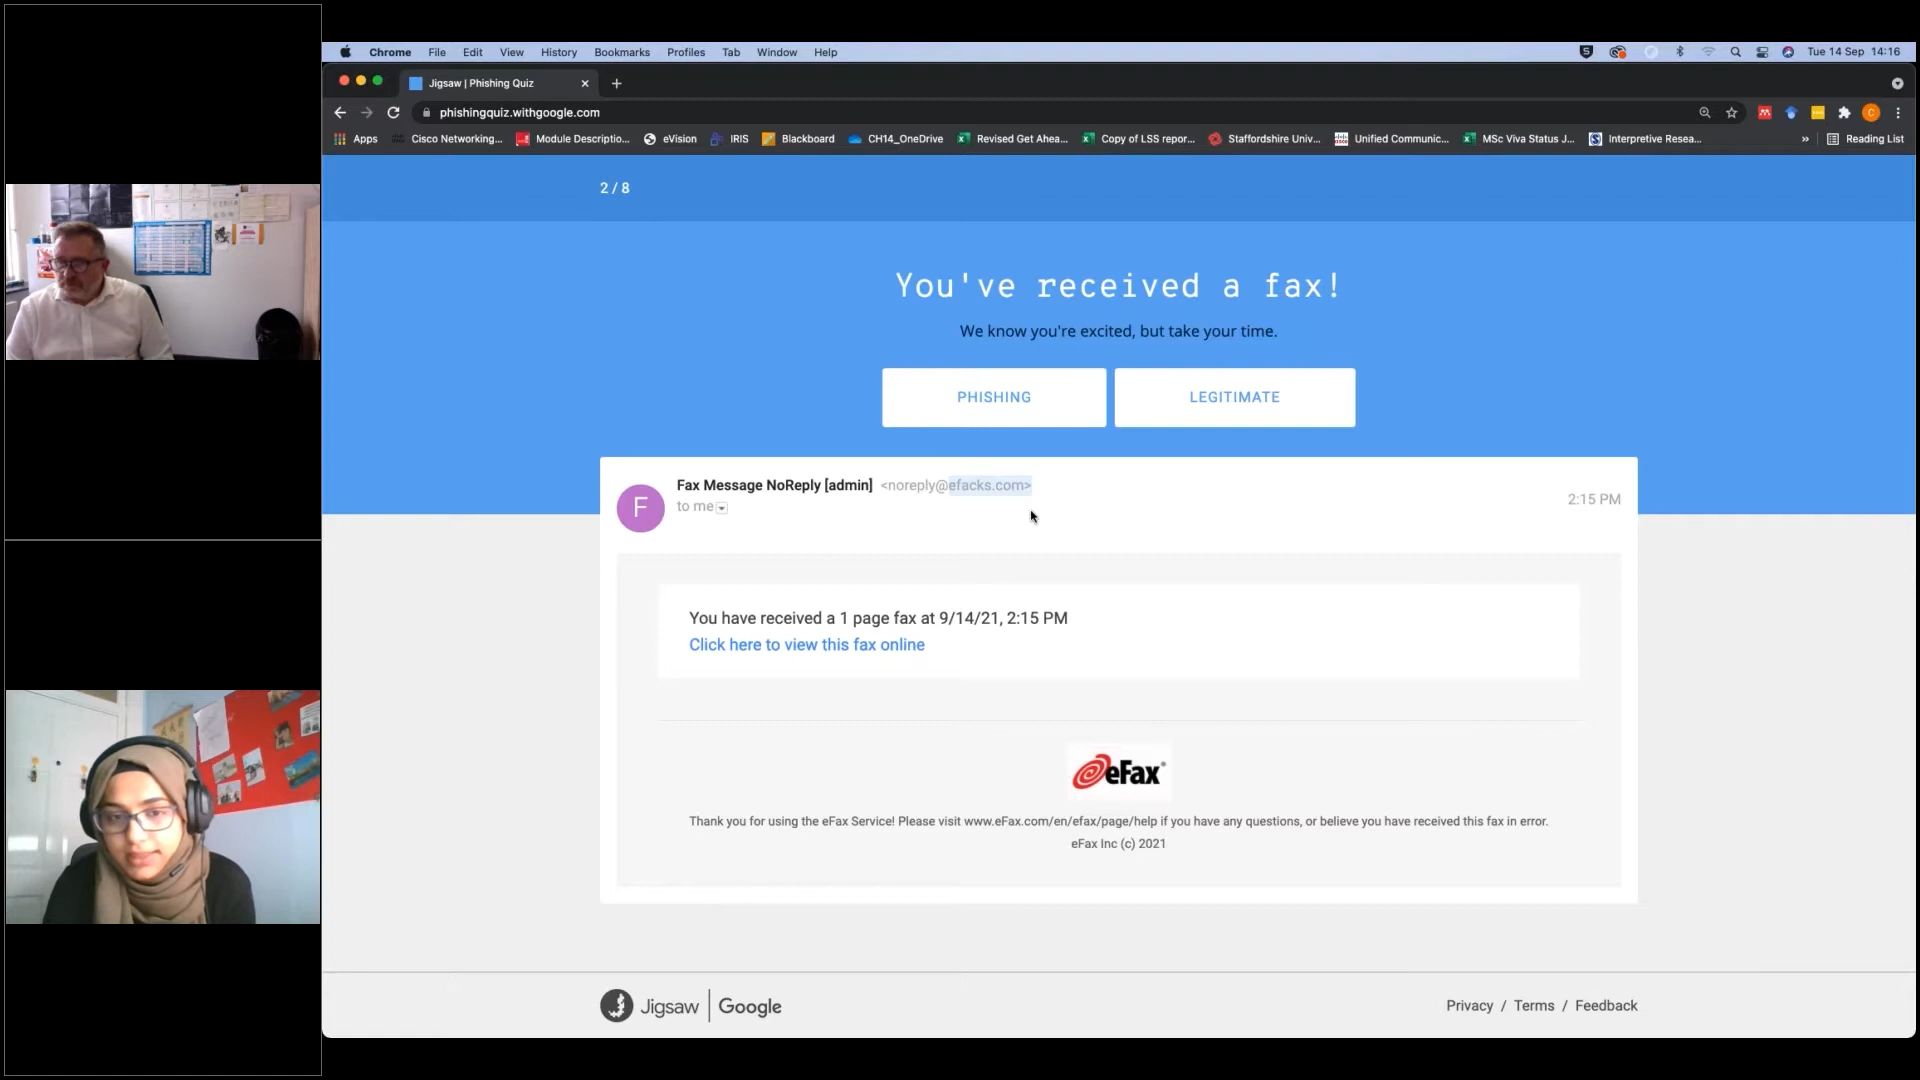 Chrome File Edit View History Bookmarks Profiles Tab Window Help Tue 14 Sep 14:16
Jigsaw | Phishing Quiz
phishingquiz.withgoogle.com
Apps Cisco Networking... Module Descriptio... eVision IRIS Blackboard CH14_OneDrive Revised Get Ahea... Copy of LSS repor... Staffordshire Univ... Unified Communic... MSc Viva Status J... Interpretive Resea... » Reading List
2 / 8
You've received a fax!
We know you're excited, but take your time.
PHISHING LEGITIMATE
F
Fax Message NoReply [admin] <noreply@efacks.com>
to me
2:15 PM
You have received a 1 page fax at 9/14/21, 2:15 PM
Click here to view this fax online
eFax®
Thank you for using the eFax Service! Please visit www.eFax.com/en/efax/page/help if you have any questions, or believe you have received this fax in error.
eFax Inc (c) 2021
Jigsaw | Google
Privacy / Terms / Feedback